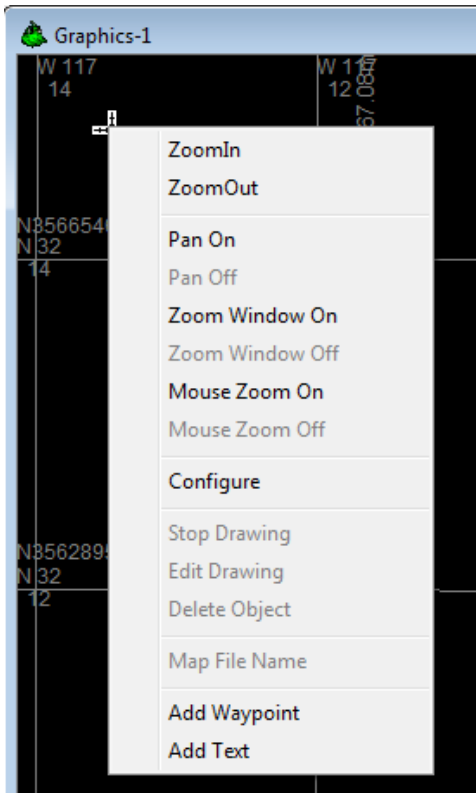 Graphics-1
W 117
14
12
67.08
ZoomIn
ZoomOut
Pan On
N3566540
N 32
Pan Off
14
Zoom Window On
Zoom Window Off
Mouse Zoom On
Mouse Zoom Off
Configure
Stop Drawing
N3562895
N 32
Edit Drawing
12
Delete Object
Map File Name
Add Waypoint
Add Text